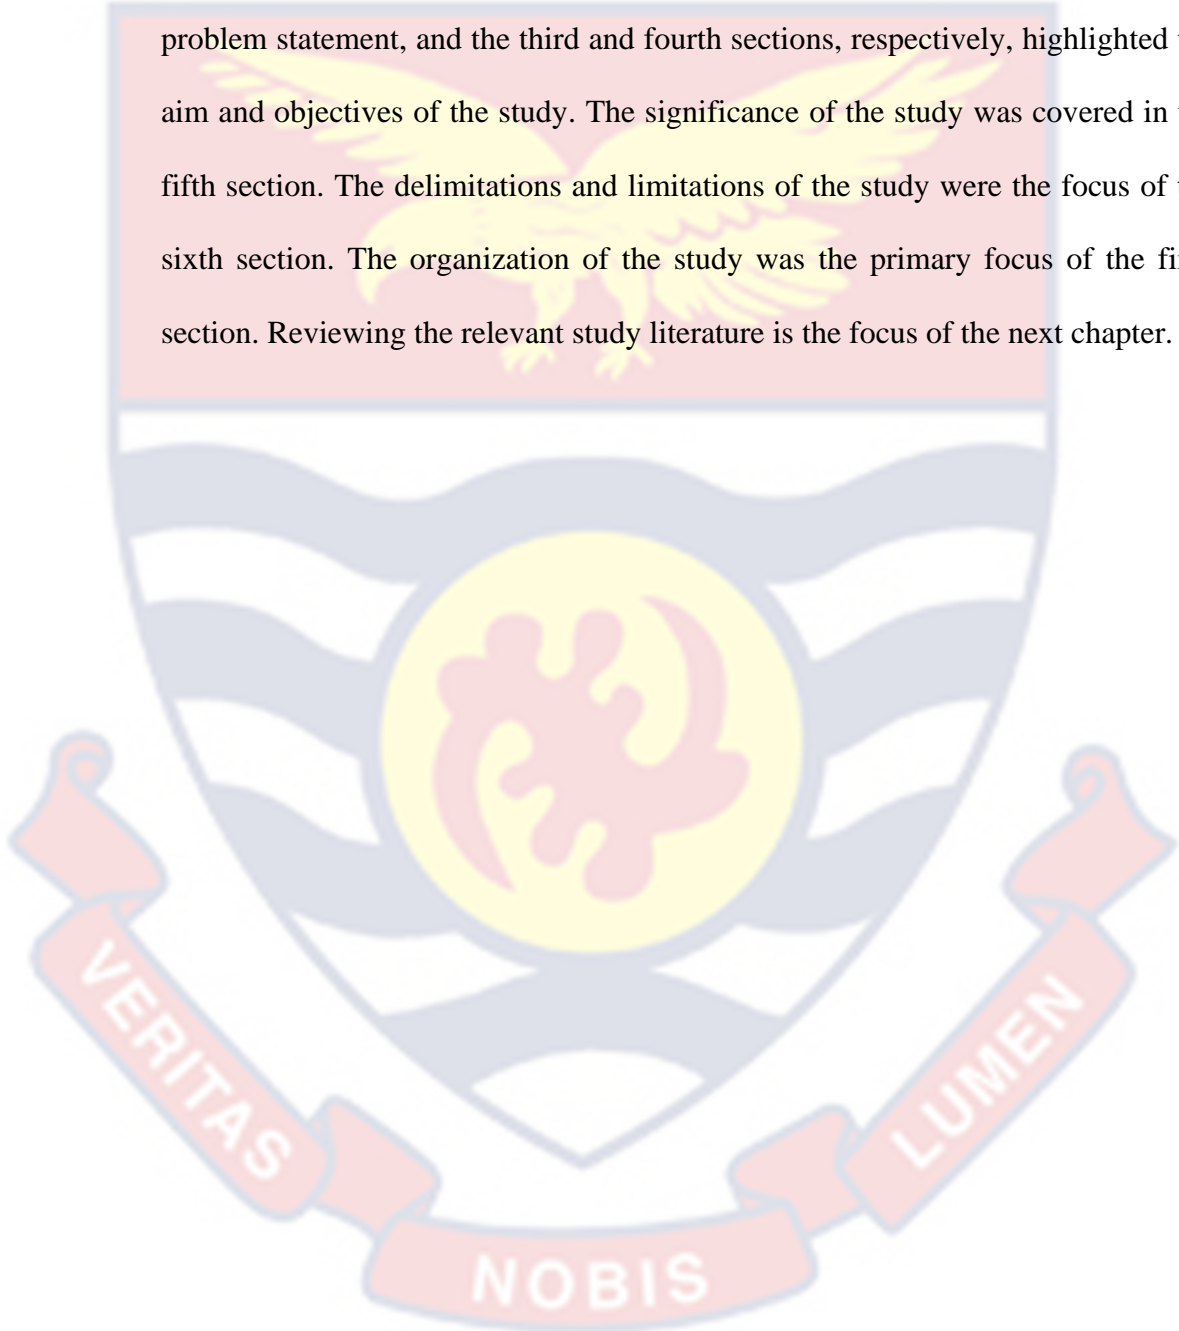 problem statement, and the third and fourth sections, respectively, highlighted
aim and objectives of the study. The significance of the study was covered in
fifth section. The delimitations and limitations of the study were the focus of
sixth section. The organization of the study was the primary focus of the
section. Reviewing the relevant study literature is the focus of the next chapter.
VERITAS
NOBIS
LUMEN